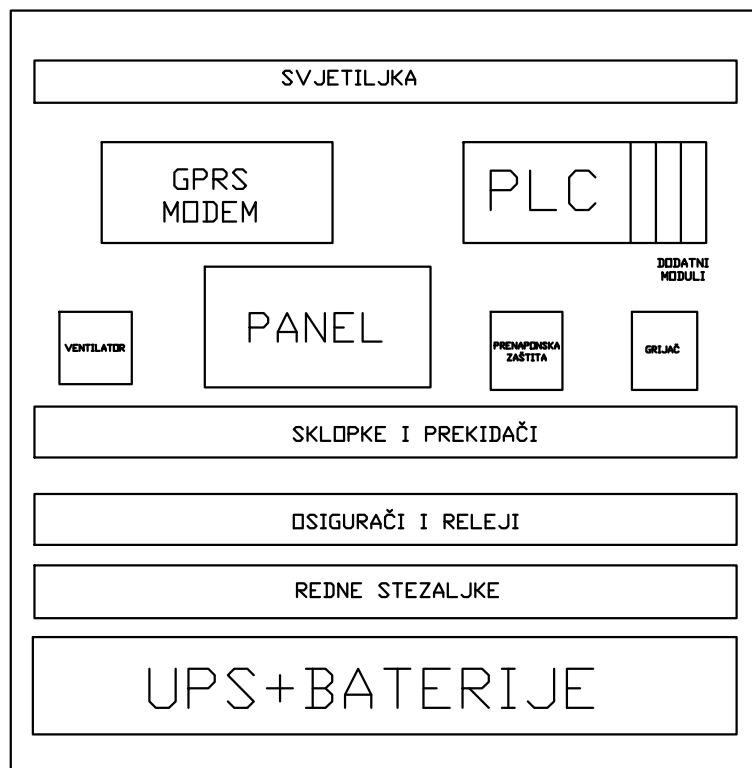 SVJETILJKA
GPRS
MODEM
PLC
DODATNI
MODULI
PANEL
VENTILATOR
PRENAPONSKA
ZAŠTITA
GRIJAČ
SKLOPKE I PREKIDAČI
OSIGURAČI I RELEJI
REDNE STEZALJKE
UPS+BATERIJE